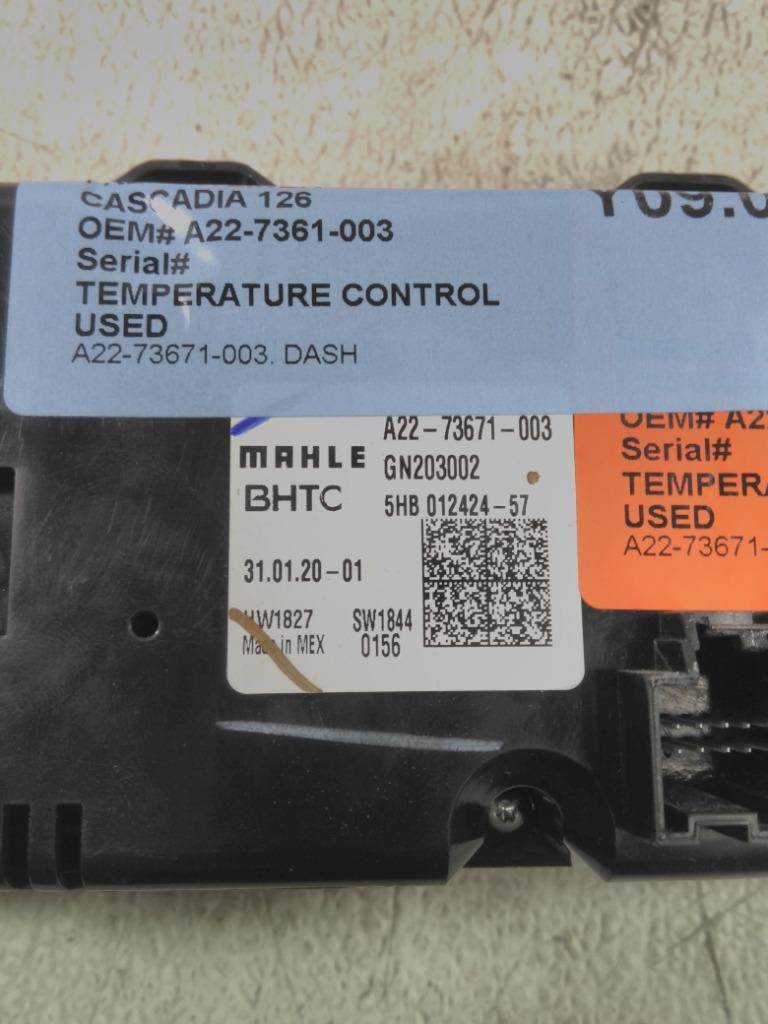 CASCADIA 126
OEM# A22-7361-003
Serial#
TEMPERATURE CONTROL
USED
A22-73671-003. DASH
Y09.0
A22-73671-003
MAHLE GN203002
BHTC 5HB 012424-57
31.01.20-01
HW1827 SW1844
Made in MEX 0156
OEM# A2
Serial#
TEMPERA
USED
A22-73671-